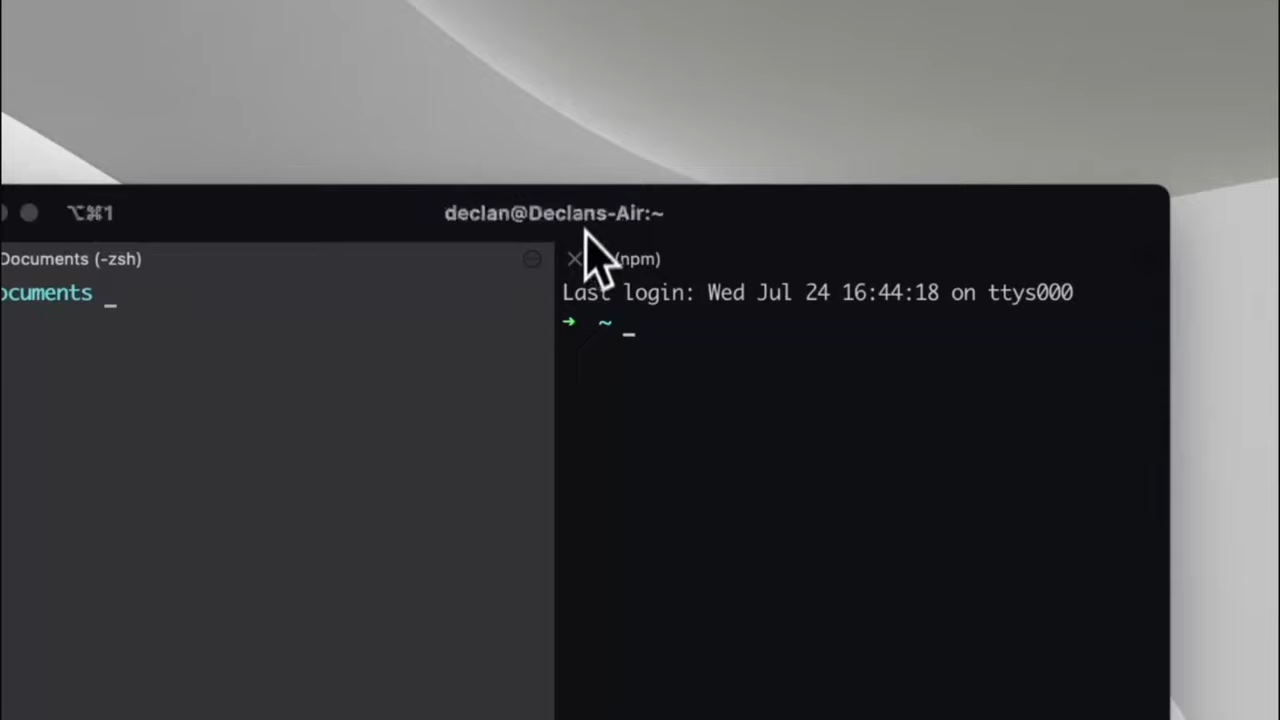 ⌥⌘1
declan@Declans-Air:~
Documents (-zsh)
(npm)
ocuments _
Last login: Wed Jul 24 16:44:18 on ttys000
➜ ~ _